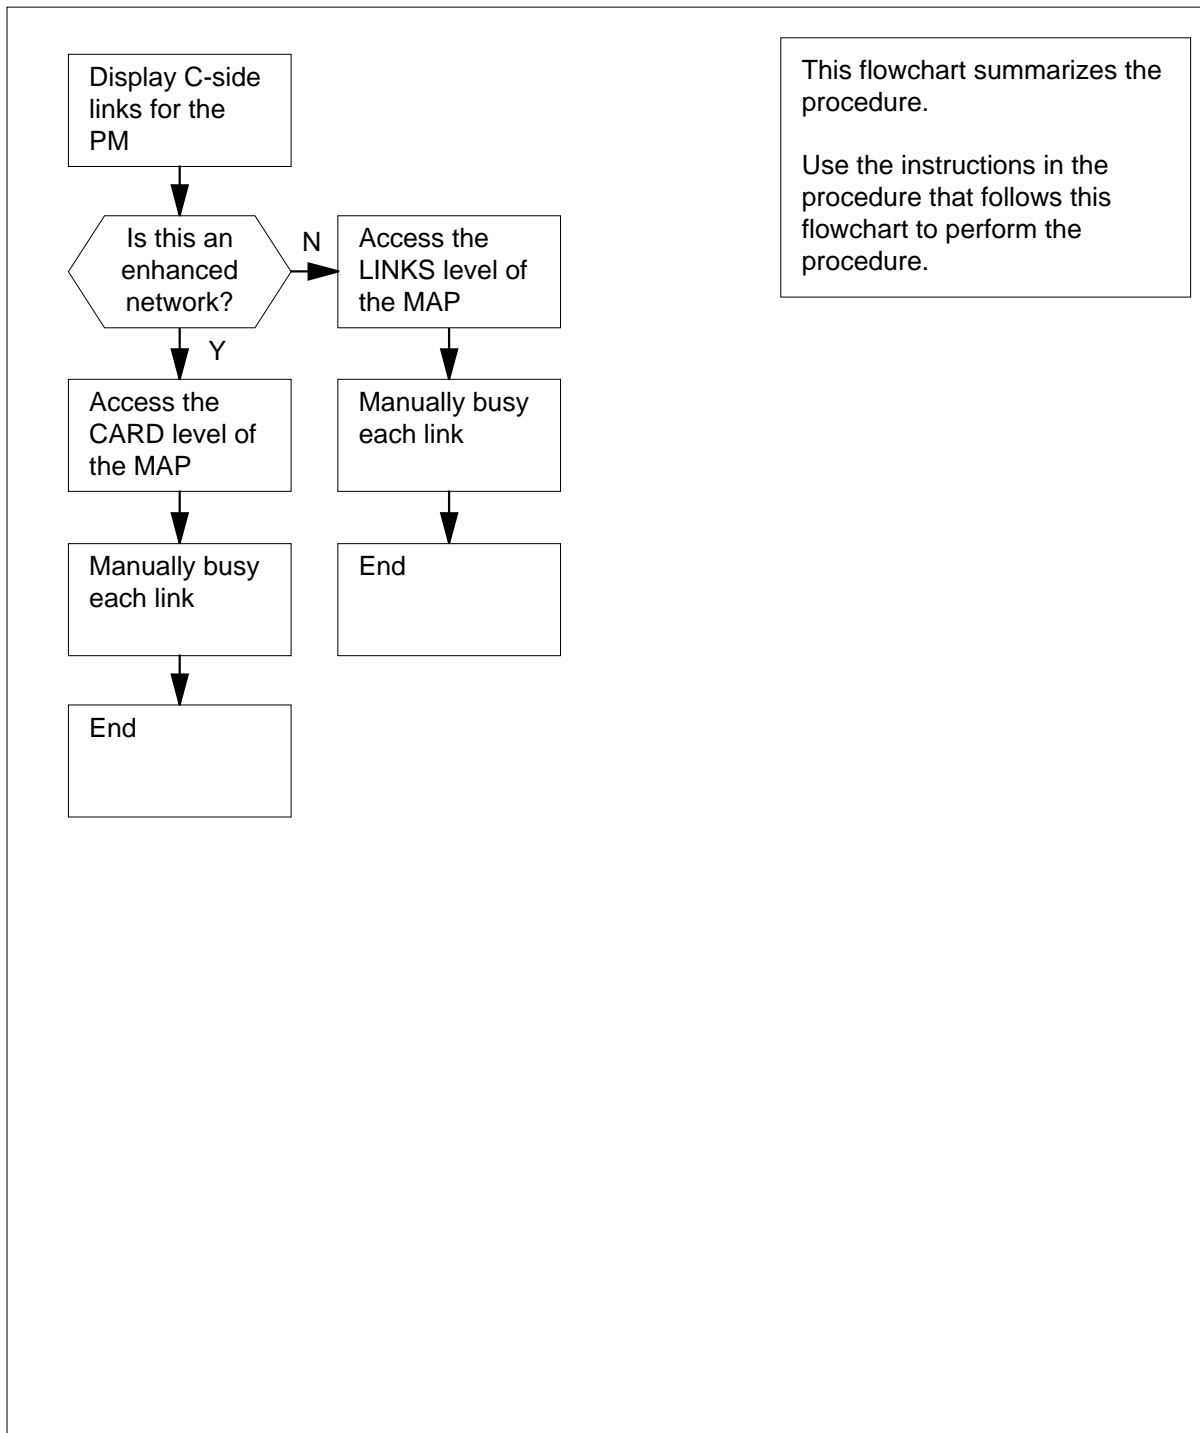 Display C-side
links for the
PM
Is this an
enhanced
network?
N
Access the
LINKS level of
the MAP
Y
Access the
CARD level of
the MAP
Manually busy
each link
Manually busy
each link
End
End
This flowchart summarizes the
procedure.
Use the instructions in the
procedure that follows this
flowchart to perform the
procedure.